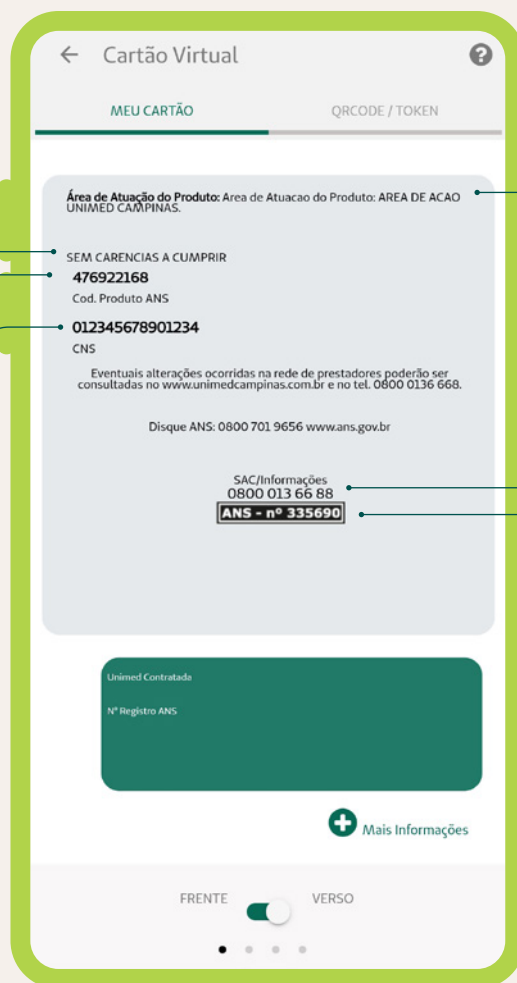 Cartão Virtual
MEU CARTÃO
QRCODE / TOKEN
Área de Atuação do Produto: Area de Atuacao do Produto: AREA DE ACAO
UNIMED CAMPINAS.
SEM CARENCIAS A CUMPRIR
476922168
Cod. Produto ANS
012345678901234
CNS
Eventuais alterações ocorridas na rede de prestadores poderão ser
consultadas no www.unimedcampinas.com.br e no tel. 0800 0136 668.
Disque ANS: 0800 701 9656 www.ans.gov.br
SAC/Informações
0800 013 66 88
ANS - nº 335690
Unimed Contratada
N° Registro ANS
Mais Informações
FRENTE
VERSO